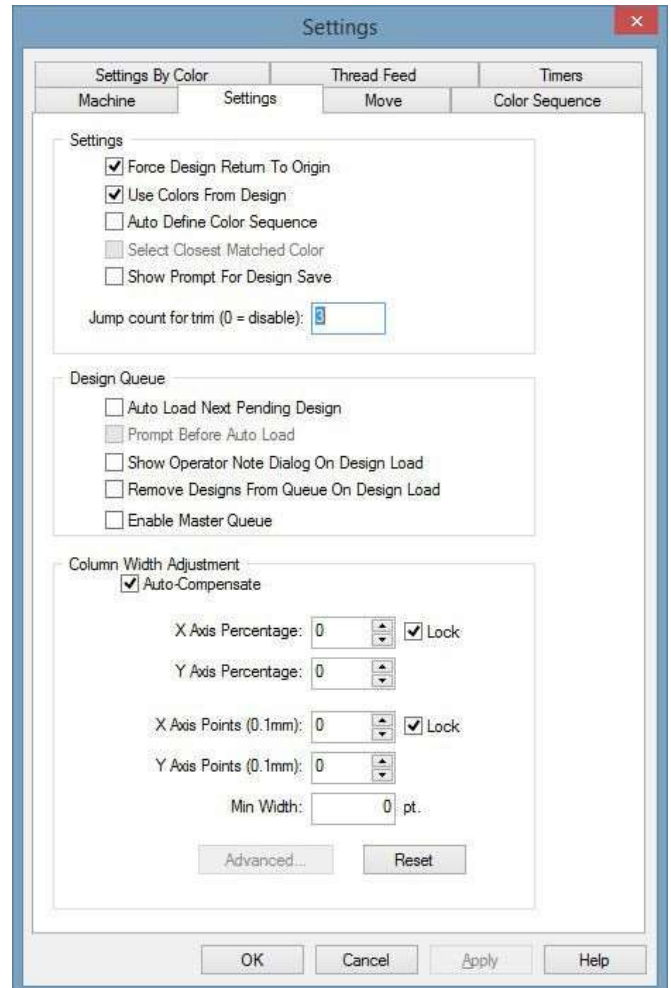 Settings
Settings By Color Thread Feed Timers
Machine Settings Move Color Sequence
Settings
Force Design Return To Origin
Use Colors From Design
Auto Define Color Sequence
Select Closest Matched Color
Show Prompt For Design Save
Jump count for trim (0 = disable): 3
Design Queue
Auto Load Next Pending Design
Prompt Before Auto Load
Show Operator Note Dialog On Design Load
Remove Designs From Queue On Design Load
Enable Master Queue
Column Width Adjustment
Auto-Compensate
X Axis Percentage: 0 Lock
Y Axis Percentage: 0
X Axis Points (0.1mm): 0 Lock
Y Axis Points (0.1mm): 0
Min Width: 0 pt.
Advanced... Reset
OK Cancel Apply Help